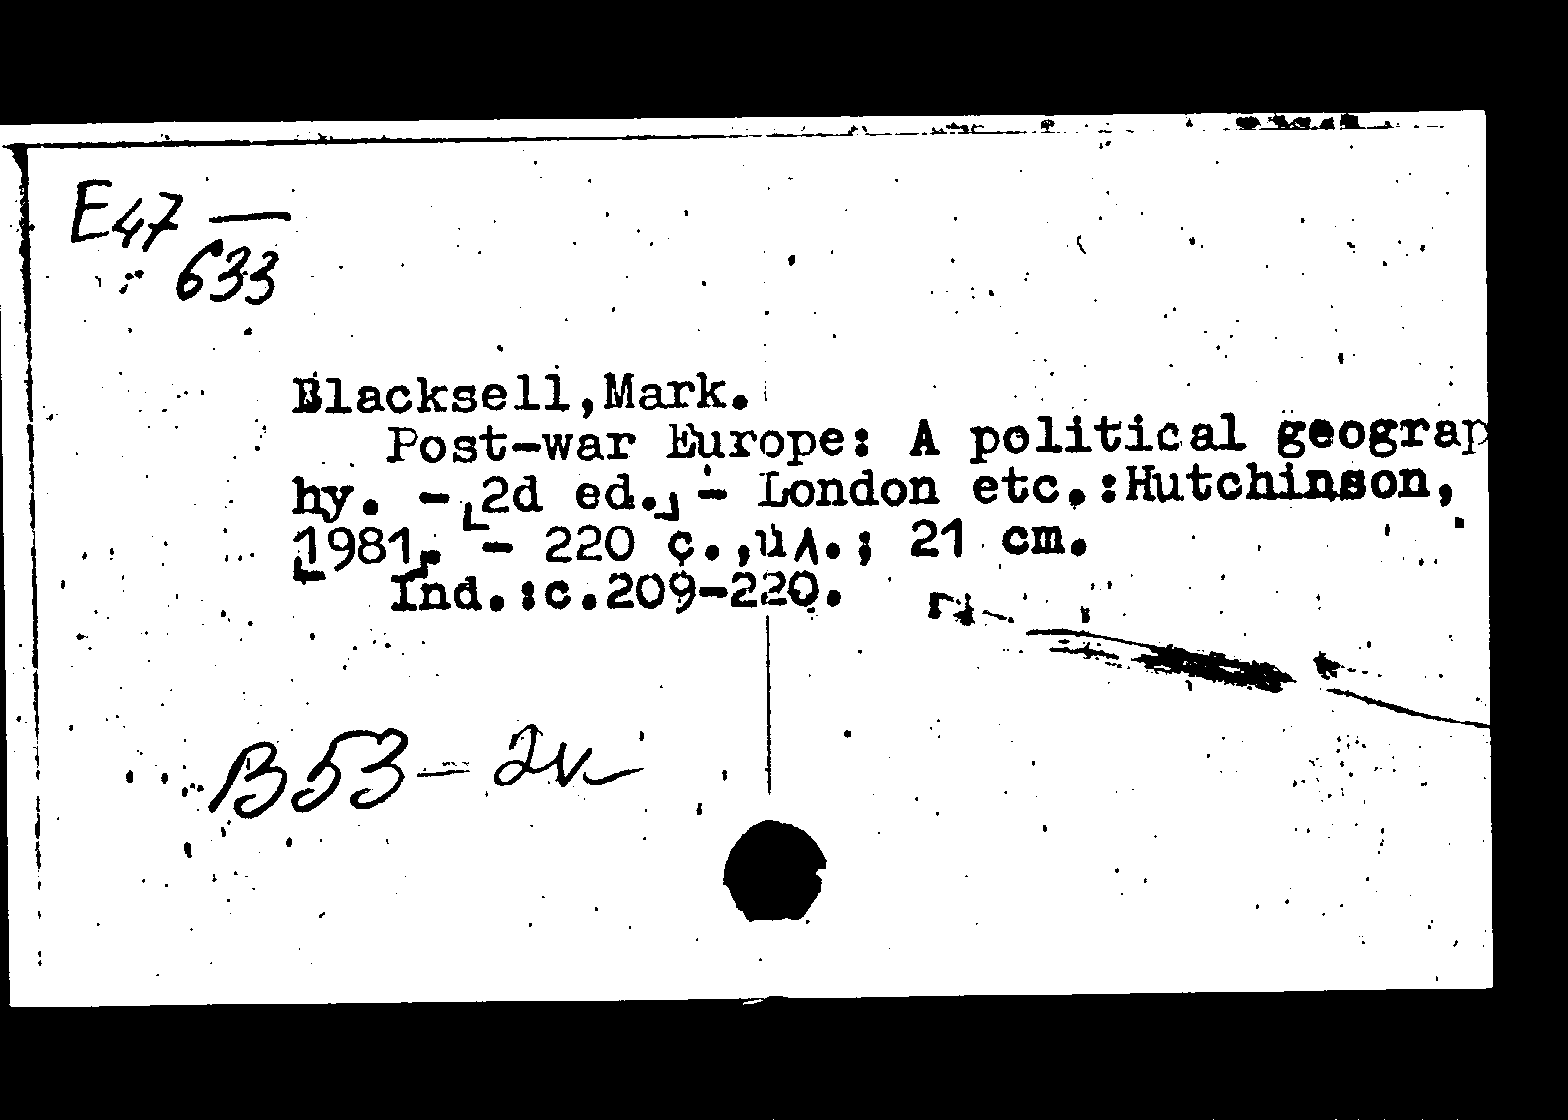 E47 —
633
Blacksell,Mark.
Post-war Europe: A political geograp
hy. - [2d ed.] - London etc.:Hutchinson,
[1981]. - 220 с.,ил.; 21 cm.
Ind.:c.209-220.
B53 - 2к